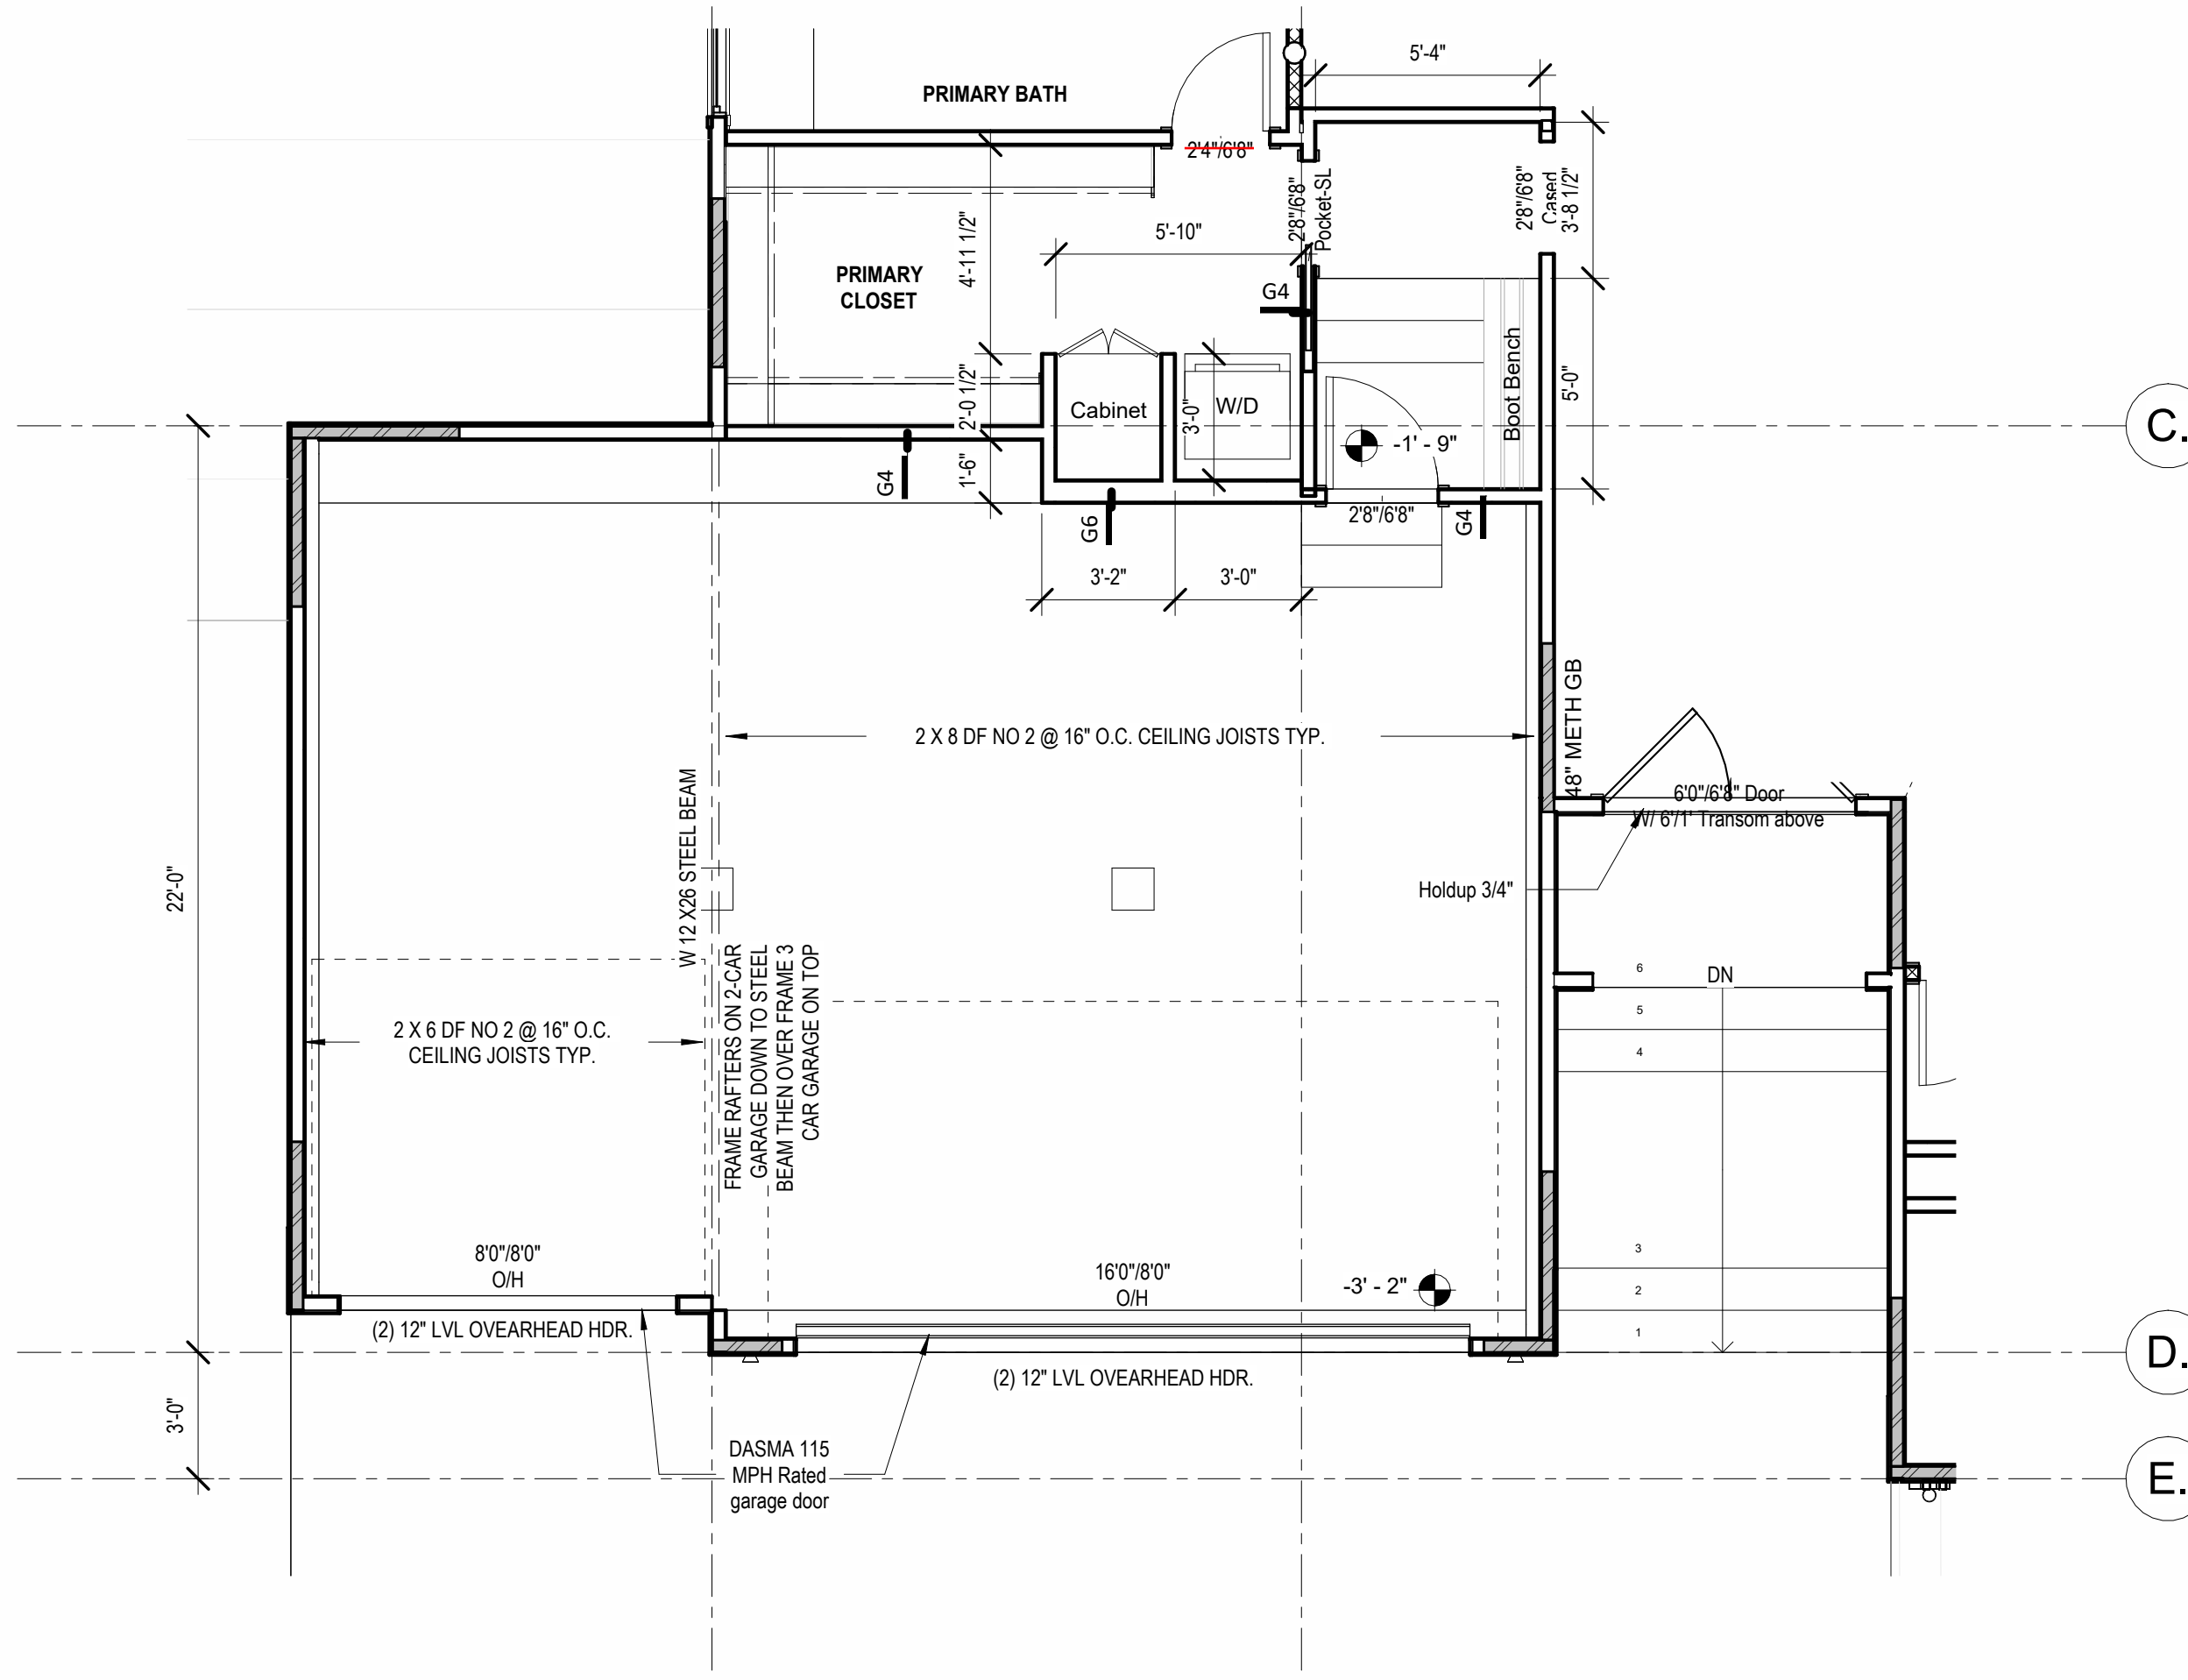 5'-4"
PRIMARY BATH
2'4"/6'8"
2'8"/6'8"
Pocket-SL
2'8"/6'8"
Cased
3'-8 1/2"
4'-11 1/2"
5'-10"
PRIMARY
CLOSET
G4
Boot Bench
5'-0"
2'-0 1/2"
Cabinet
3'-0"
W/D
-1' - 9"
C.
1'-6"
G4
G6
2'8"/6'8"
G4
3'-2"
3'-0"
48" METH GB
2 X 8 DF NO 2 @ 16" O.C. CEILING JOISTS TYP.
6'0"/6'8" Door
W/ 6'/1' Transom above
W 12 X26 STEEL BEAM
22'-0"
Holdup 3/4"
FRAME RAFTERS ON 2-CAR
GARAGE DOWN TO STEEL
BEAM THEN OVER FRAME 3
CAR GARAGE ON TOP
6
DN
5
4
2 X 6 DF NO 2 @ 16" O.C.
CEILING JOISTS TYP.
3
2
1
8'0"/8'0"
O/H
16'0"/8'0"
O/H
-3' - 2"
(2) 12" LVL OVEARHEAD HDR.
D.
(2) 12" LVL OVEARHEAD HDR.
3'-0"
DASMA 115
MPH Rated
garage door
E.